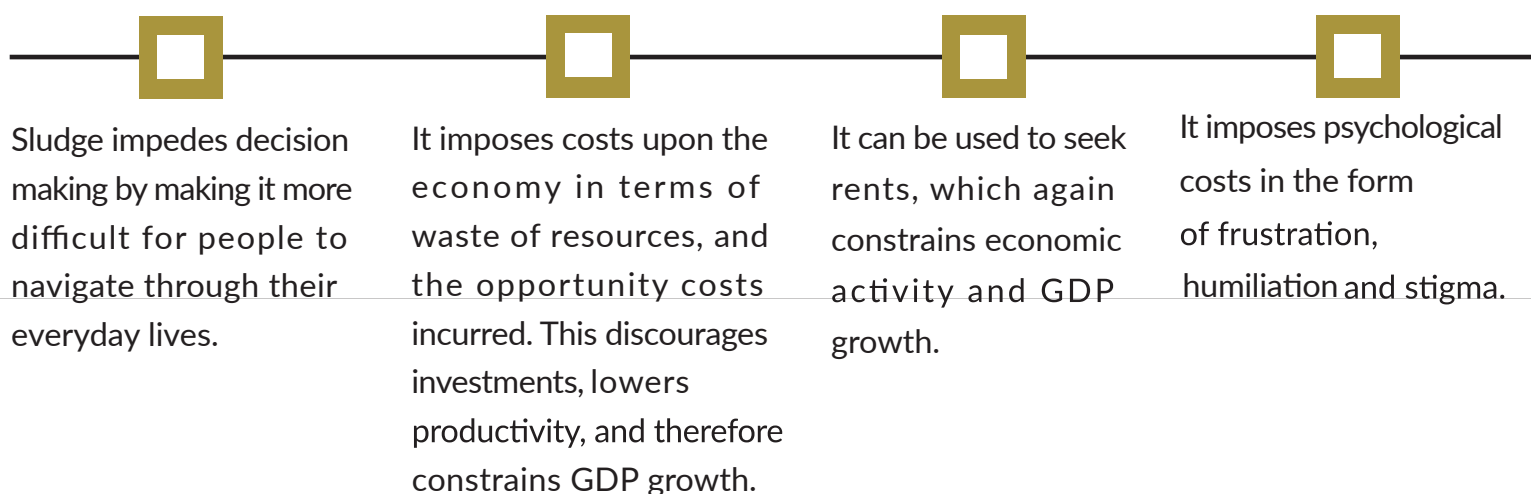 Sludge impedes decision
making by making it more
difficult for people to
navigate through their
everyday lives.
It imposes costs upon the
economy in terms of
waste of resources, and
the opportunity costs
incurred. This discourages
investments, lowers
productivity, and therefore
constrains GDP growth.
It can be used to seek
rents, which again
constrains economic
activity and GDP
growth.
It imposes psychological
costs in the form
of frustration,
humiliation and stigma.